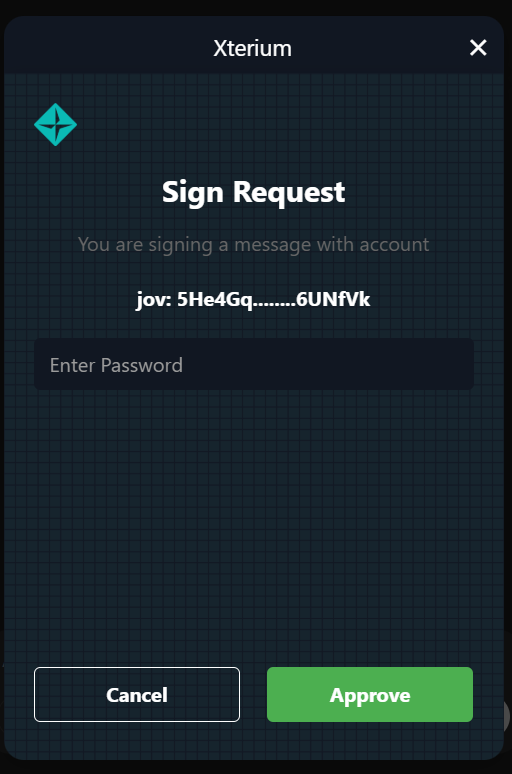 Xterium
Sign Request
You are signing a message with account
jov: 5He4Gq........6UNfVk
Enter Password
Cancel
Approve